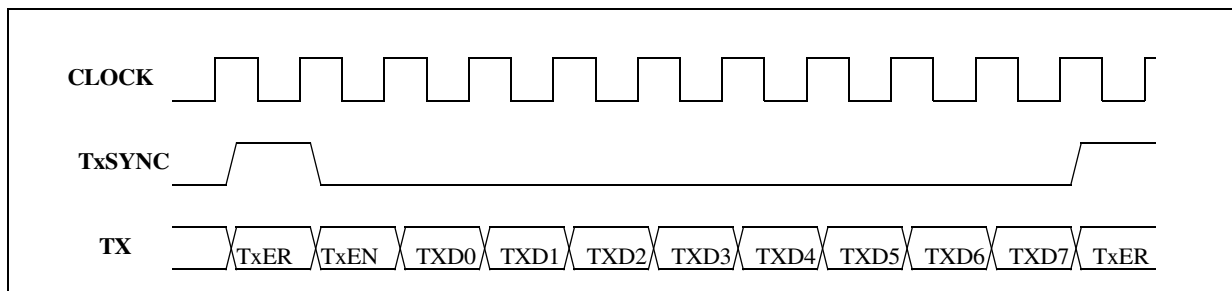 CLOCK
TxSYNC
TX TxER TxEN TXD0 TXD1 TXD2 TXD3 TXD4 TXD5 TXD6 TXD7 TxER